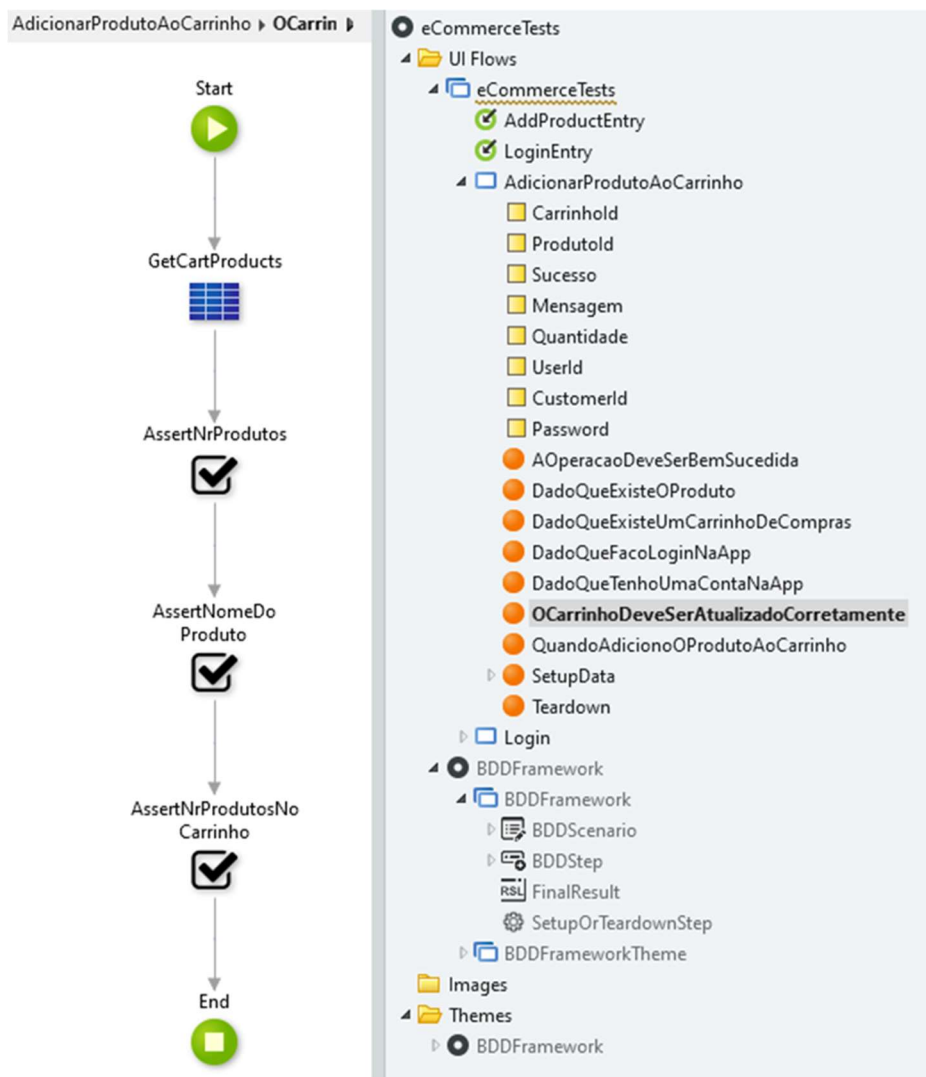 AdicionarProdutoAoCarrinho OCarrin
Start
GetCartProducts
AssertNrProdutos
AssertNomeDo
Produto
AssertNrProdutosNo
Carrinho
End
eCommerceTests
UI Flows
eCommerceTests
AddProductEntry
LoginEntry
AdicionarProdutoAoCarrinho
CarrinhoId
ProdutoId
Sucesso
Mensagem
Quantidade
UserId
CustomerId
Password
AOperacaoDeveSerBemSucedida
DadoQueExisteOProduto
DadoQueExisteUmCarrinhoDeCompras
DadoQueFacoLoginNaApp
DadoQueTenhoUmaContaNaApp
OCarrinhoDeveSerAtualizadoCorretamente
QuandoAdicionoOProdutoAoCarrinho
SetupData
Teardown
Login
BDDFramework
BDDFramework
BDDScenario
BDDStep
RSL FinalResult
SetupOrTeardownStep
BDDFrameworkTheme
Images
Themes
BDDFramework